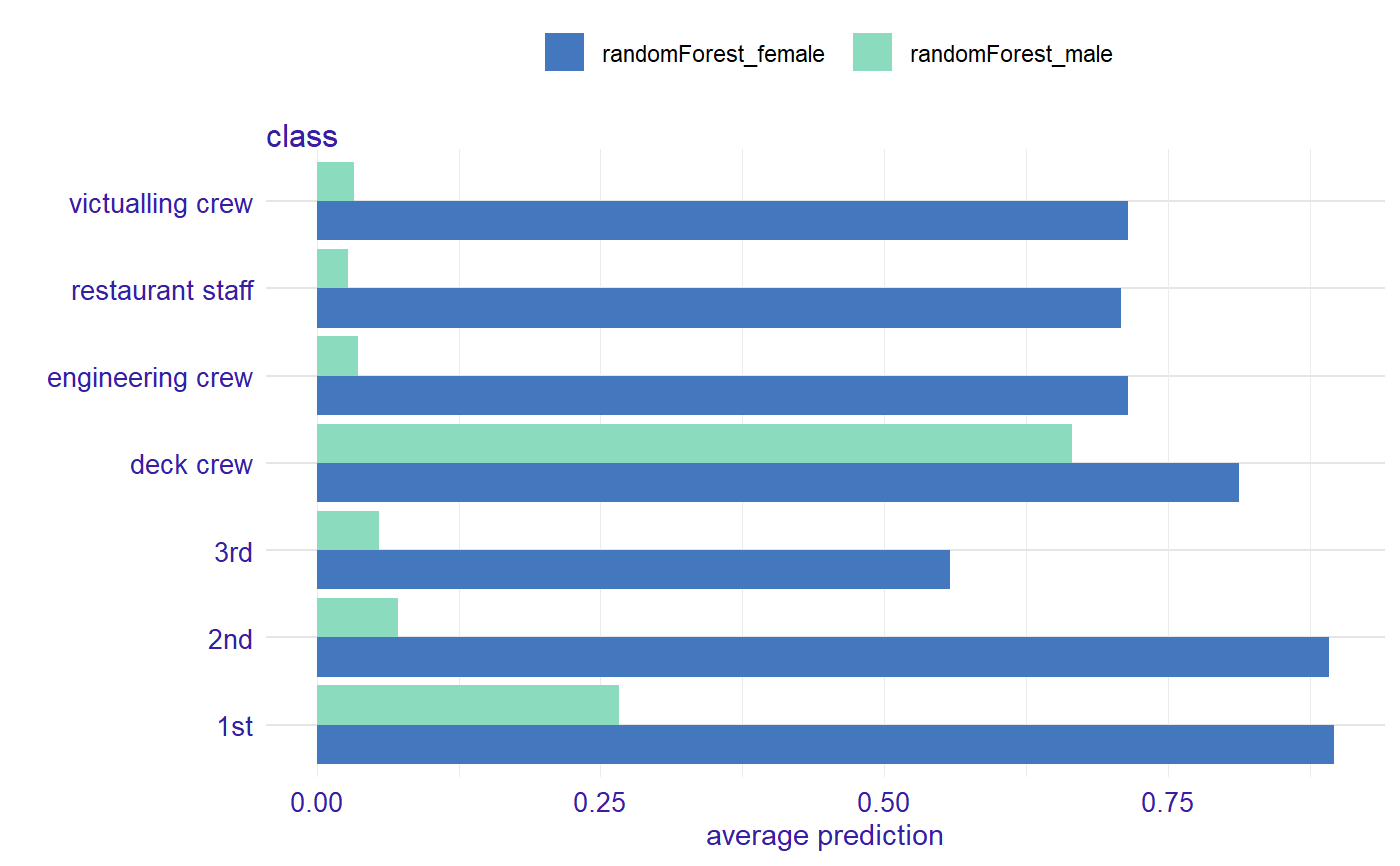 randomForest_female randomForest_male
class
victualling crew
restaurant staff
engineering crew
deck crew
3rd
2nd
1st
0.00 0.25 0.50 0.75
average prediction